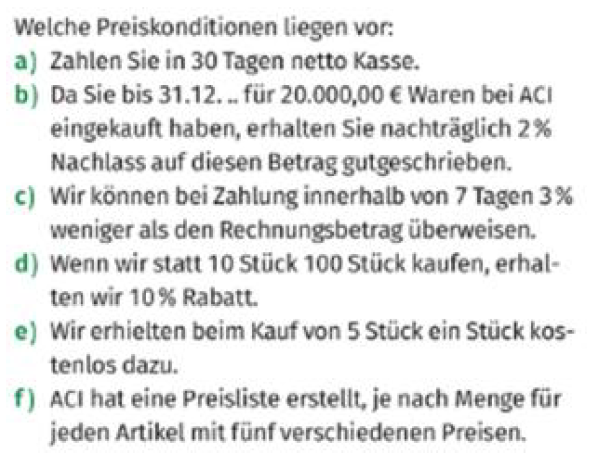 Welche Preiskonditionen liegen vor:
a) Zahlen Sie in 30 Tagen netto Kasse.
b) Da Sie bis 31.12. .. für 20.000,00 € Waren bei ACI
eingekauft haben, erhalten Sie nachträglich 2 %
Nachlass auf diesen Betrag gutgeschrieben.
c) Wir können bei Zahlung innerhalb von 7 Tagen 3 %
weniger als den Rechnungsbetrag überweisen.
d) Wenn wir statt 10 Stück 100 Stück kaufen, erhal-
ten wir 10 % Rabatt.
e) Wir erhielten beim Kauf von 5 Stück ein Stück kos-
tenlos dazu.
f) ACI hat eine Preisliste erstellt, je nach Menge für
jeden Artikel mit fünf verschiedenen Preisen.